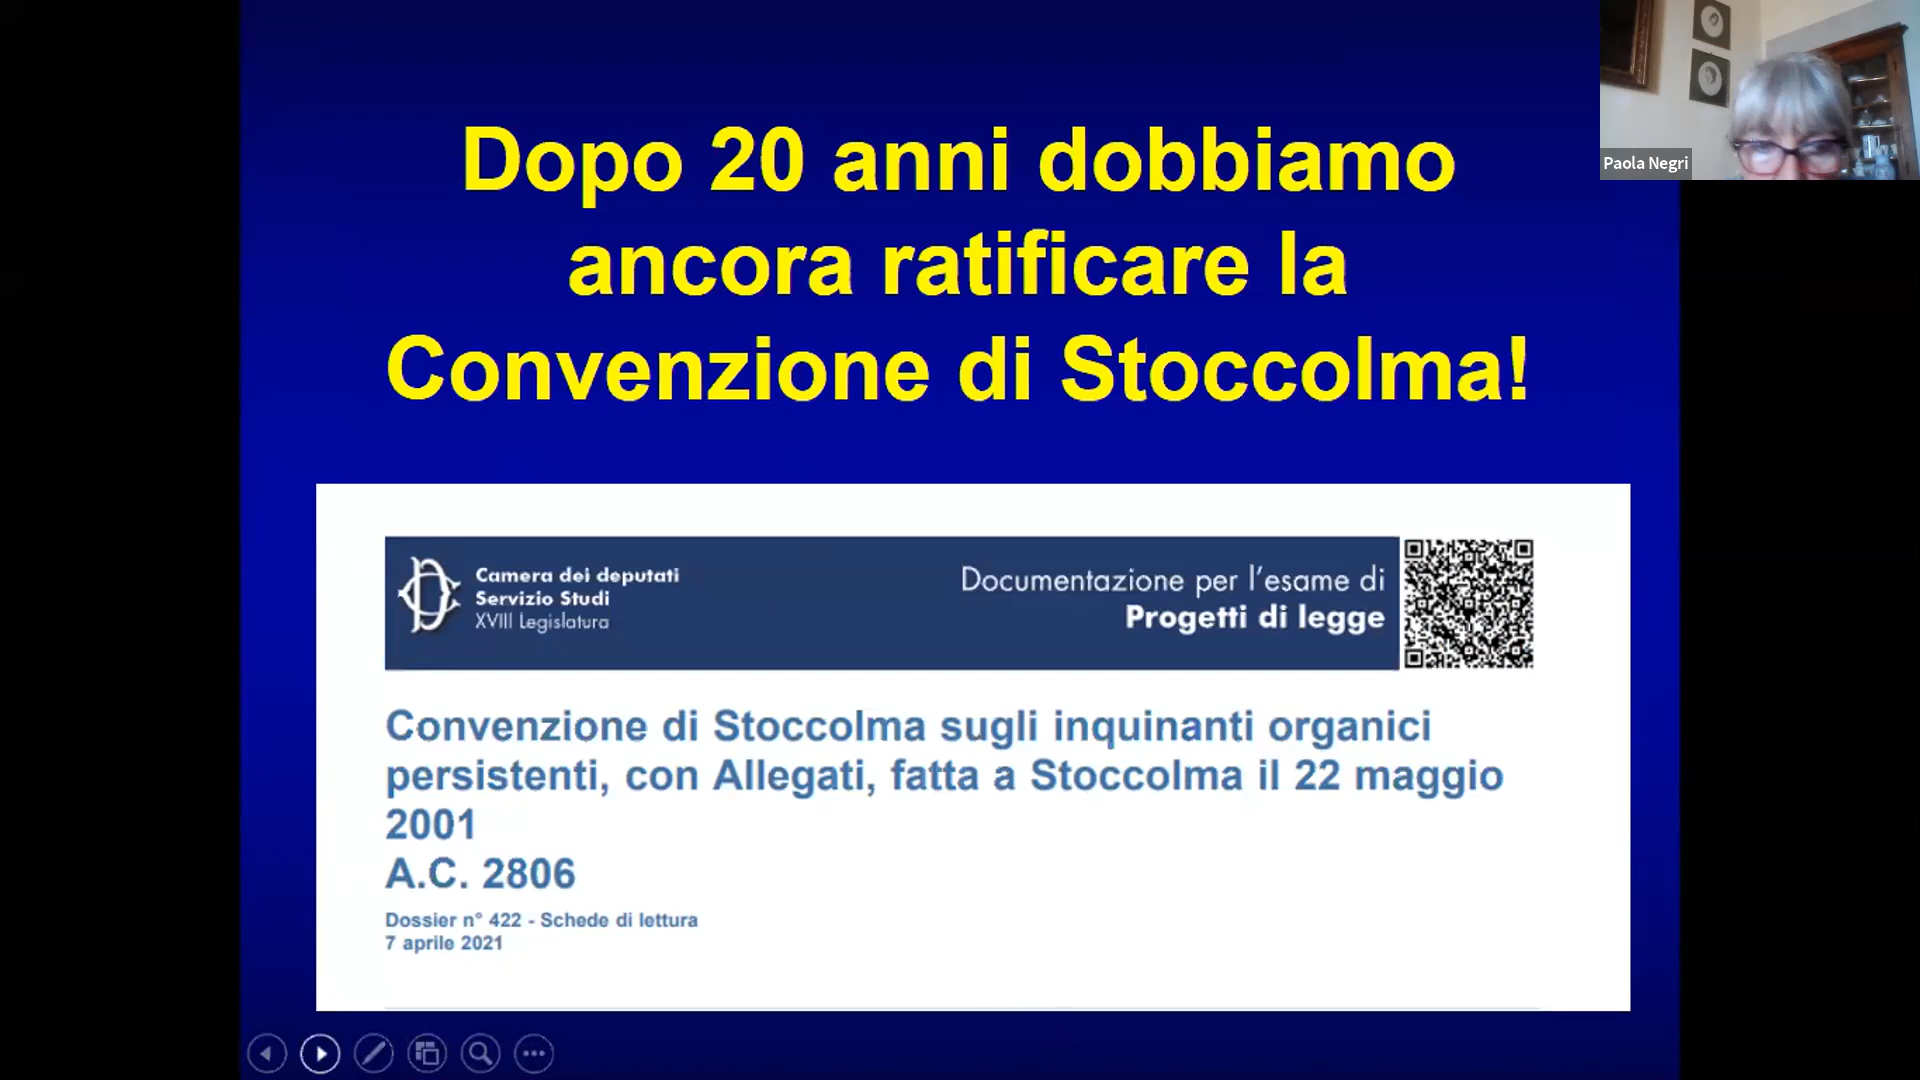 Dopo 20 anni dobbiamo
ancora ratificare la
Convenzione di Stoccolma!
Paola Negri
Camera dei deputati
Servizio Studi
XVIII Legislatura
Documentazione per l'esame di
Progetti di legge
Convenzione di Stoccolma sugli inquinanti organici
persistenti, con Allegati, fatta a Stoccolma il 22 maggio
2001
A.C. 2806
Dossier n° 422 - Schede di lettura
7 aprile 2021